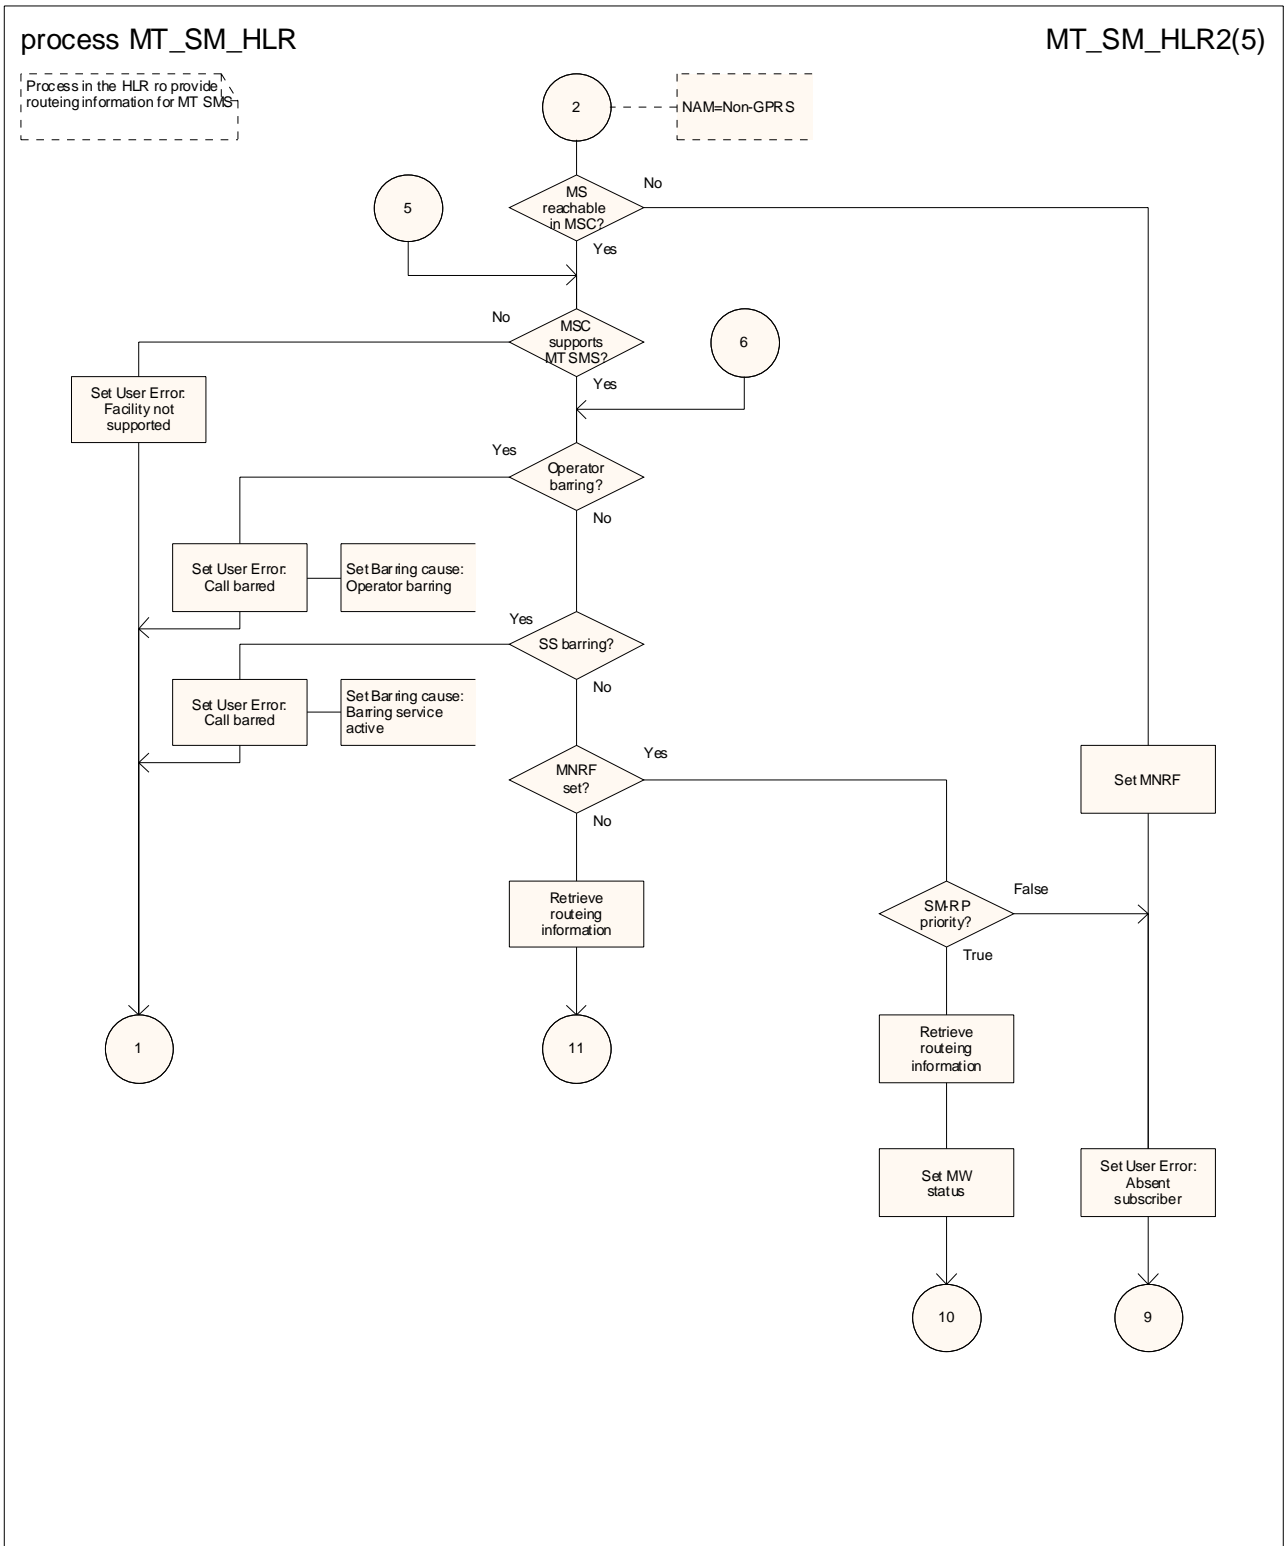 process MT_SM_HLR
MT_SM_HLR2(5)
Process in the HLR ro provide
routeing information for MT SMS
2
NAM=Non-GPRS
MS
reachable
in MSC?
No
Yes
5
MSC
supports
MT SMS?
No
Yes
6
Set User Error:
Facility not
supported
Operator
barring?
Yes
No
Set User Error:
Call barred
Set Barring cause:
Operator barring
SS barring?
Yes
No
Set User Error:
Call barred
Set Barring cause:
Barring service
active
MNRF
set?
Yes
No
Set MNRF
Retrieve
routeing
information
SM-RP
priority?
False
True
1
11
Retrieve
routeing
information
Set MW
status
Set User Error:
Absent
subscriber
10
9